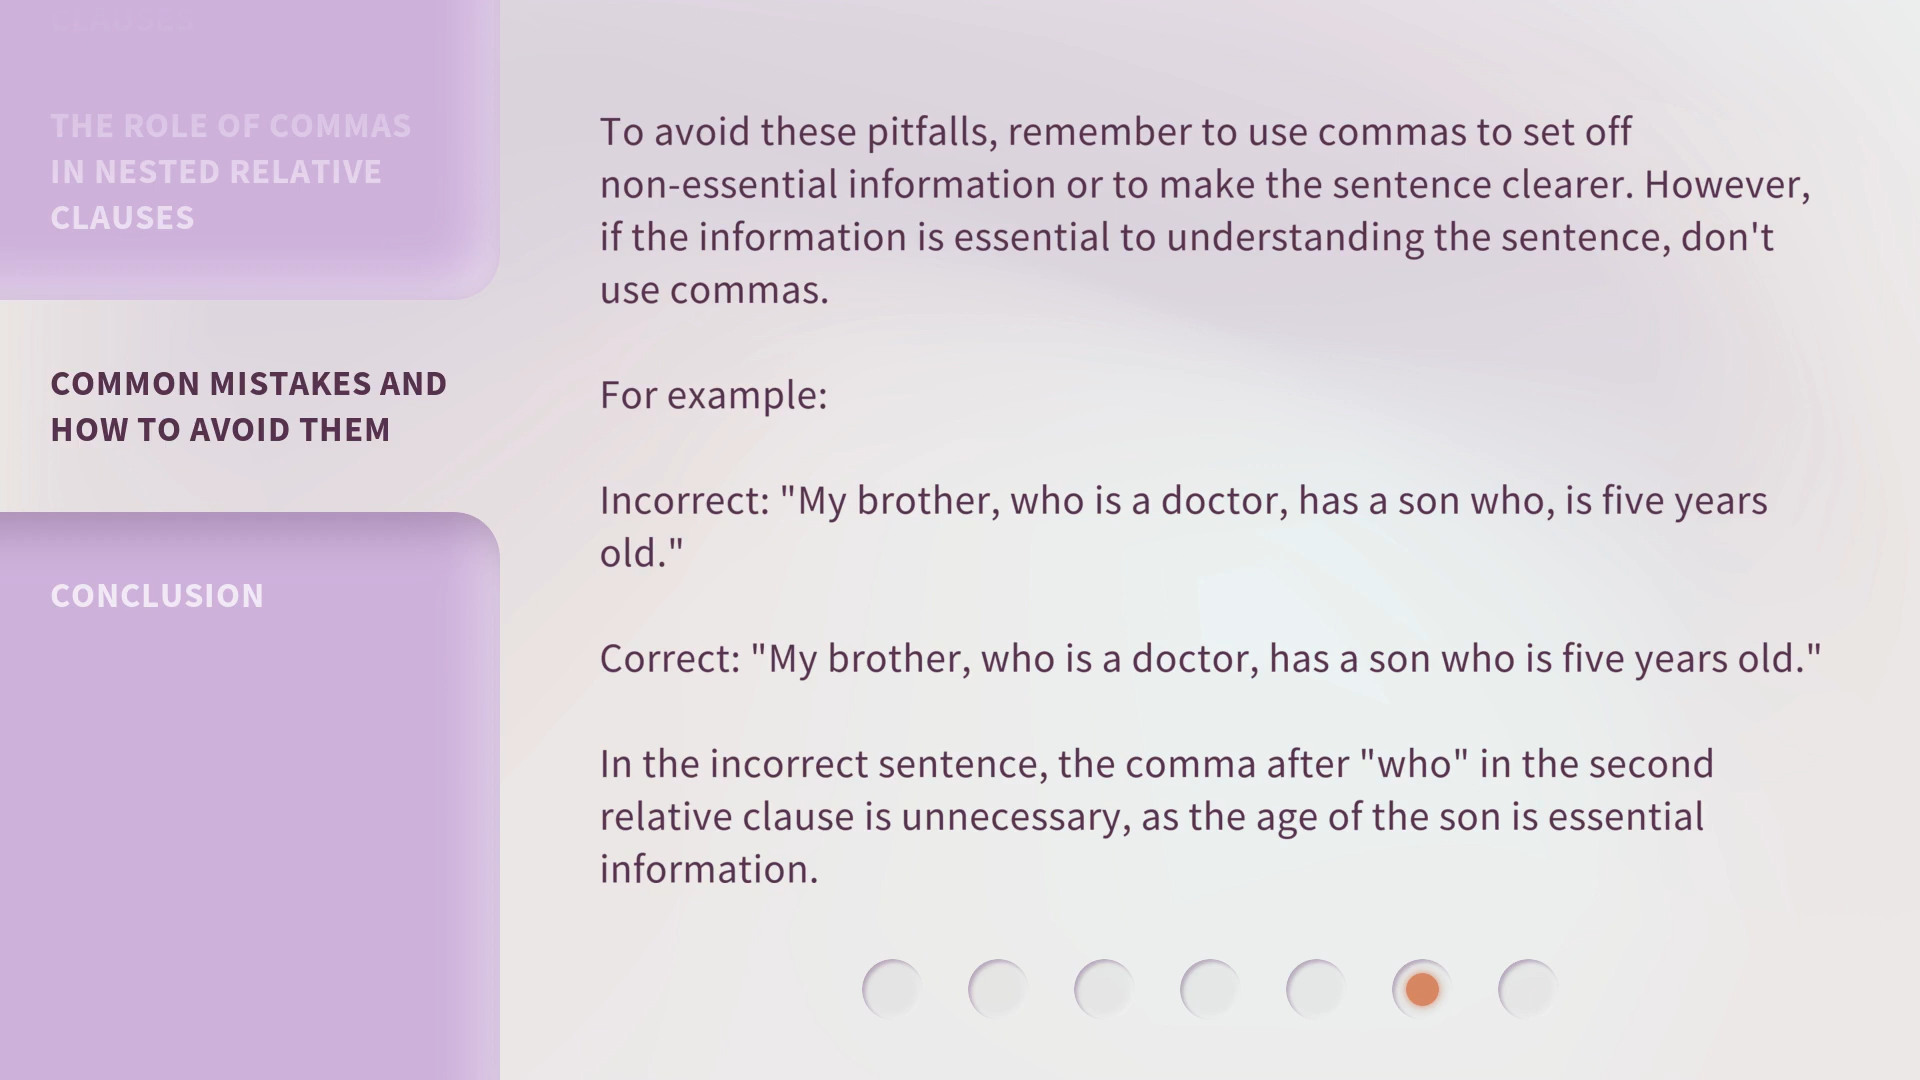 CLAUSES
THE ROLE OF COMMAS
IN NESTED RELATIVE
CLAUSES
COMMON MISTAKES AND
HOW TO AVOID THEM
CONCLUSION
To avoid these pitfalls, remember to use commas to set off
non-essential information or to make the sentence clearer. However,
if the information is essential to understanding the sentence, don't
use commas.
For example:
Incorrect: "My brother, who is a doctor, has a son who, is five years
old."
Correct: "My brother, who is a doctor, has a son who is five years old."
In the incorrect sentence, the comma after "who" in the second
relative clause is unnecessary, as the age of the son is essential
information.